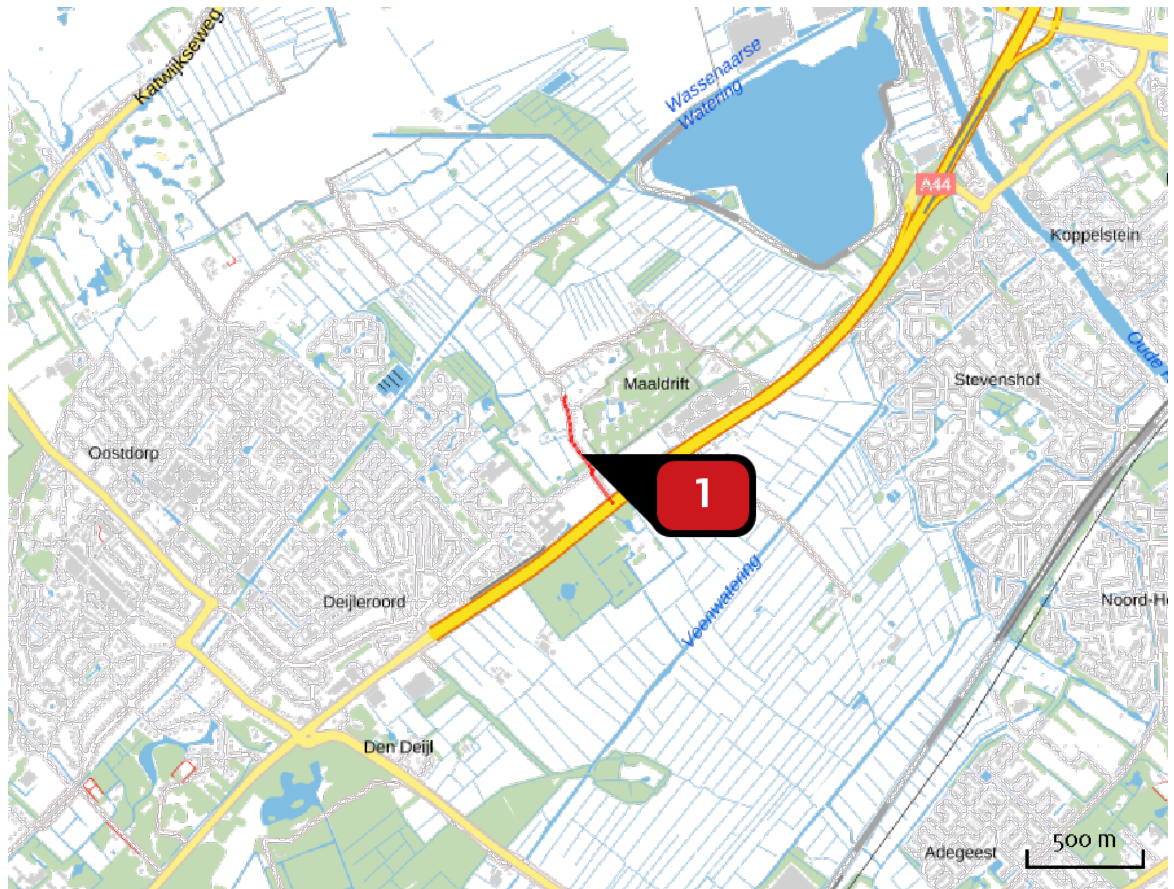 Katwijkseweg
Wassenaarse
Watering
A44
Koppelstein
Stevenshof
Maaldrift
Oostdorp
1
Deijleroord
Veenwatering
Den Deijl
Adegeest
500 m